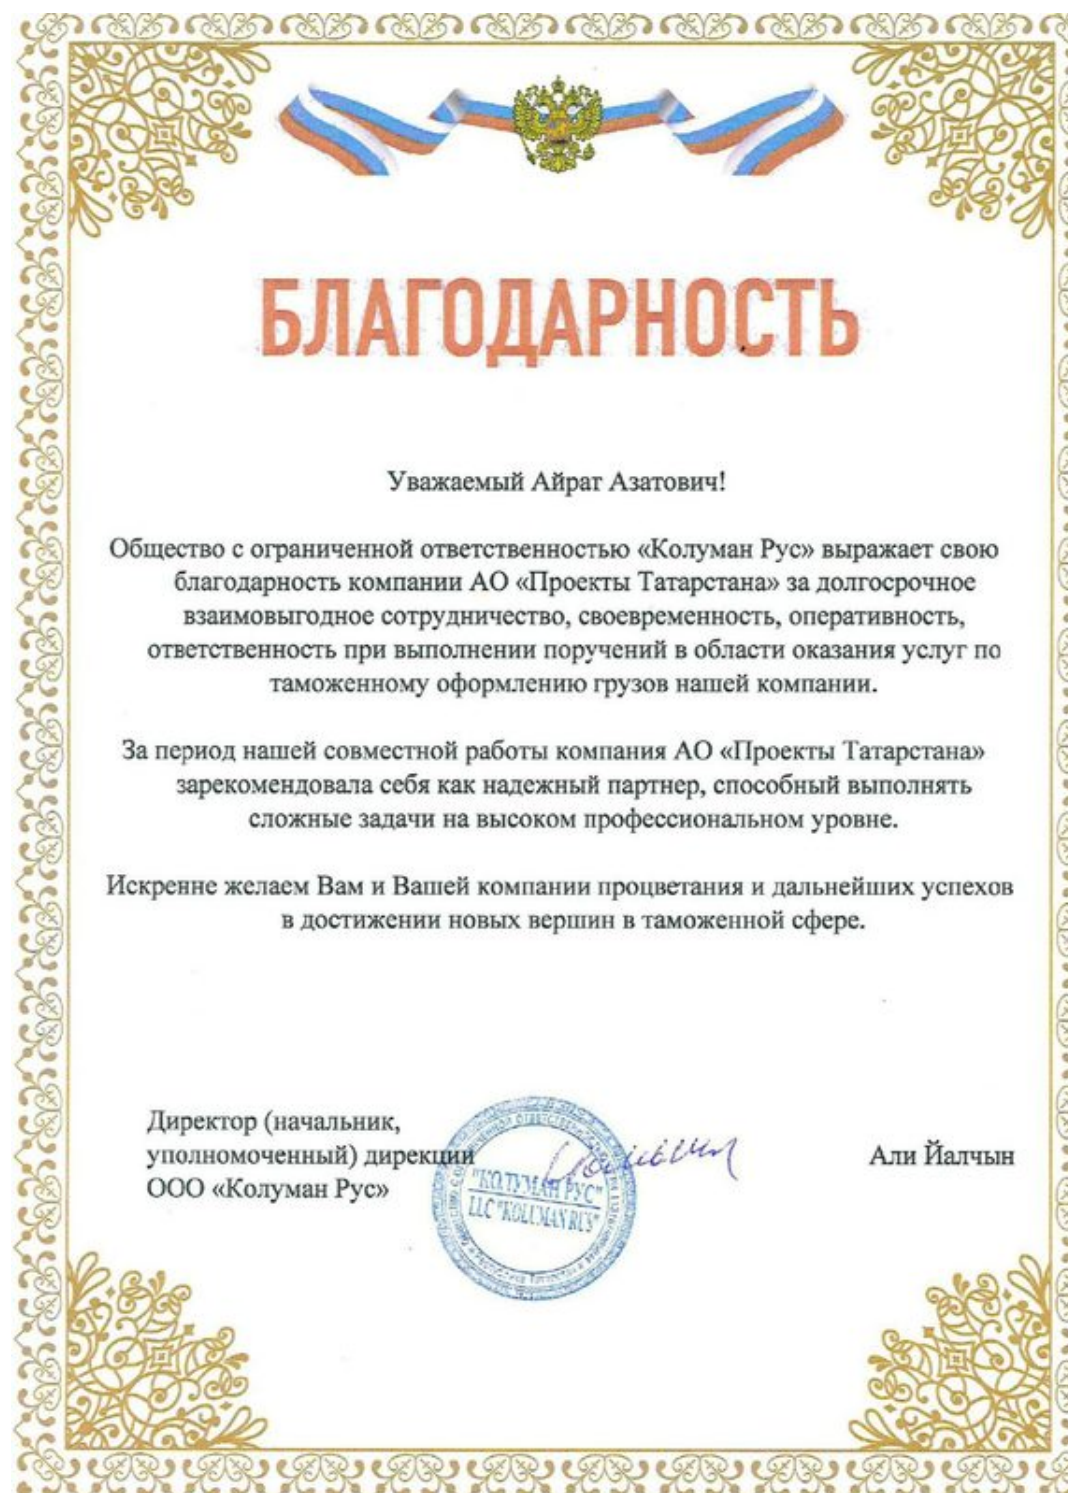 БЛАГОДАРНОСТЬ
Уважаемый Айрат Азатович!
Общество с ограниченной ответственностью «Колуман Рус» выражает свою
благодарность компании АО «Проекты Татарстана» за долгосрочное
взаимовыгодное сотрудничество, своевременность, оперативность,
ответственность при выполнении поручений в области оказания услуг по
таможенному оформлению грузов нашей компании.
За период нашей совместной работы компания АО «Проекты Татарстана»
зарекомендовала себя как надежный партнер, способный выполнять
сложные задачи на высоком профессиональном уровне.
Искренне желаем Вам и Вашей компании процветания и дальнейших успехов
в достижении новых вершин в таможенной сфере.
Директор (начальник,
уполномоченный) дирекции
ООО «Колуман Рус»
"КОЛУМАН РУС"
LLC "KOLUMAN RUS"
Али Йалчын